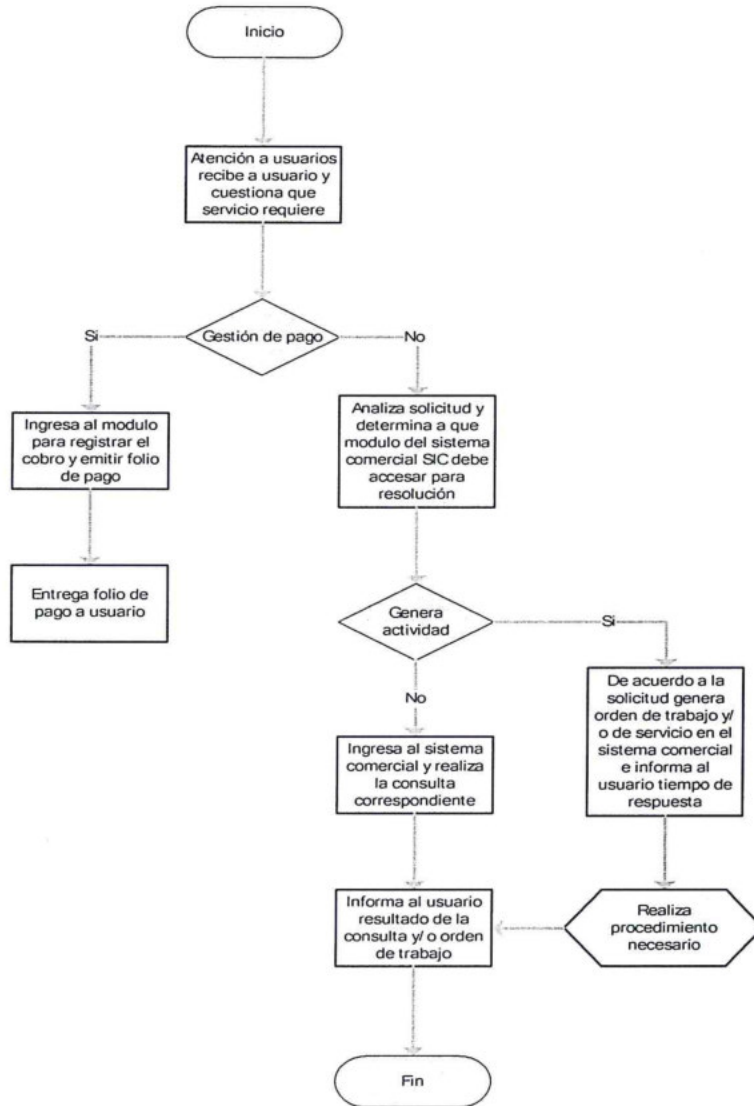 Inicio
Atención a usuarios
recibe a usuario y
cuestiona que
servicio requiere
Gestión de pago
Si
No
Ingresa al modulo
para registrar el
cobro y emitir folio
de pago
Analiza solicitud y
determina a que
modulo del sistema
comercial SIC debe
accesar para
resolución
Entrega folio de
pago a usuario
Genera
actividad
Si
No
De acuerdo a la
solicitud genera
orden de trabajo y/
o de servicio en el
sistema comercial
e informa al
usuario tiempo de
respuesta
Ingresa al sistema
comercial y realiza
la consulta
correspondiente
Informa al usuario
resultado de la
consulta y/ o orden
de trabajo
Realiza
procedimiento
necesario
Fin